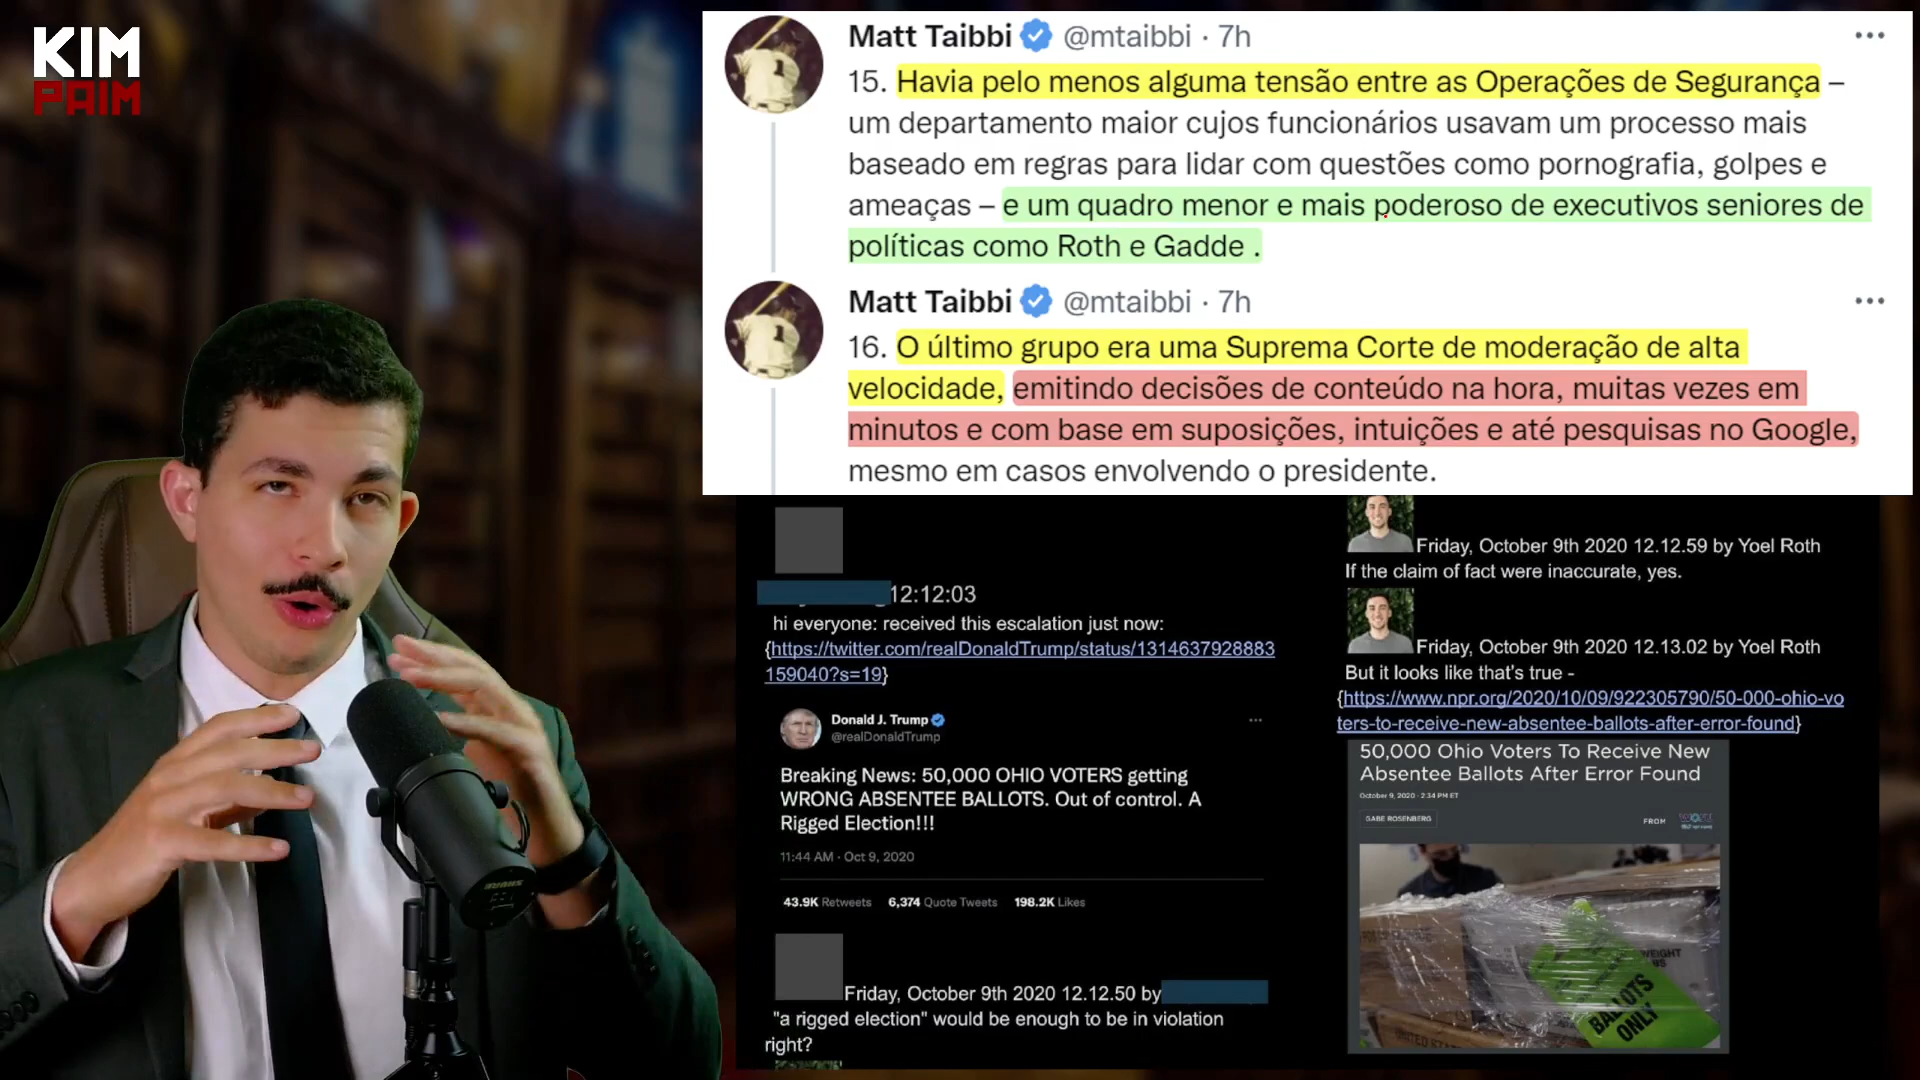 KIM
PAIM
Matt Taibbi @mtaibbi · 7h
15. Havia pelo menos alguma tensão entre as Operações de Segurança –
um departamento maior cujos funcionários usavam um processo mais
baseado em regras para lidar com questões como pornografia, golpes e
ameaças – e um quadro menor e mais poderoso de executivos seniores de
políticas como Roth e Gadde .
Matt Taibbi @mtaibbi · 7h
16. O último grupo era uma Suprema Corte de moderação de alta
velocidade, emitindo decisões de conteúdo na hora, muitas vezes em
minutos e com base em suposições, intuições e até pesquisas no Google,
mesmo em casos envolvendo o presidente.
12:12:03
hi everyone: received this escalation just now:
{https://twitter.com/realDonaldTrump/status/1314637928883
159040?s=19}
Donald J. Trump
@realDonaldTrump
Breaking News: 50,000 OHIO VOTERS getting
WRONG ABSENTEE BALLOTS. Out of control. A
Rigged Election!!!
11:44 AM · Oct 9, 2020
43.9K Retweets 6,374 Quote Tweets 198.2K Likes
Friday, October 9th 2020 12.12.50 by
"a rigged election" would be enough to be in violation
right?
Friday, October 9th 2020 12.12.59 by Yoel Roth
If the claim of fact were inaccurate, yes.
Friday, October 9th 2020 12.13.02 by Yoel Roth
But it looks like that's true -
{https://www.npr.org/2020/10/09/922305790/50-000-ohio-vo
ters-to-receive-new-absentee-ballots-after-error-found}
50,000 Ohio Voters To Receive New
Absentee Ballots After Error Found
October 9, 2020 · 2:34 PM ET
GABE ROSENBERG
FROM
BALLOTS
ONLY
SHURE